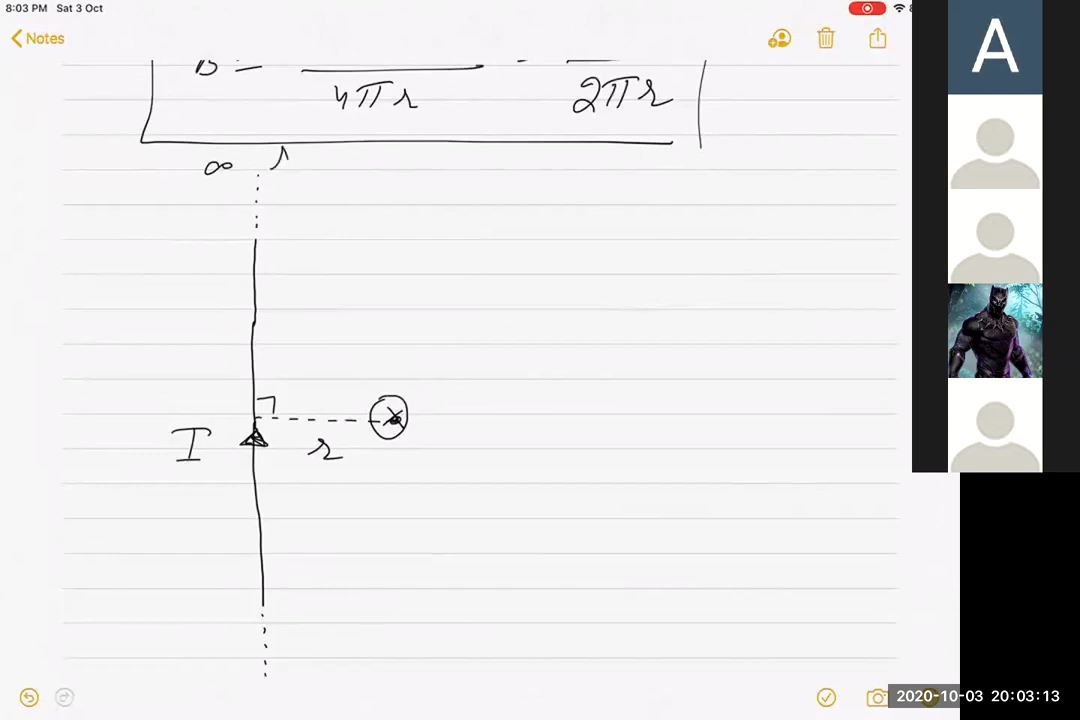 8:03 PM Sat 3 Oct
Notes
A
B =
4πr 2πr
∞
I
r
2020-10-03 20:03:13